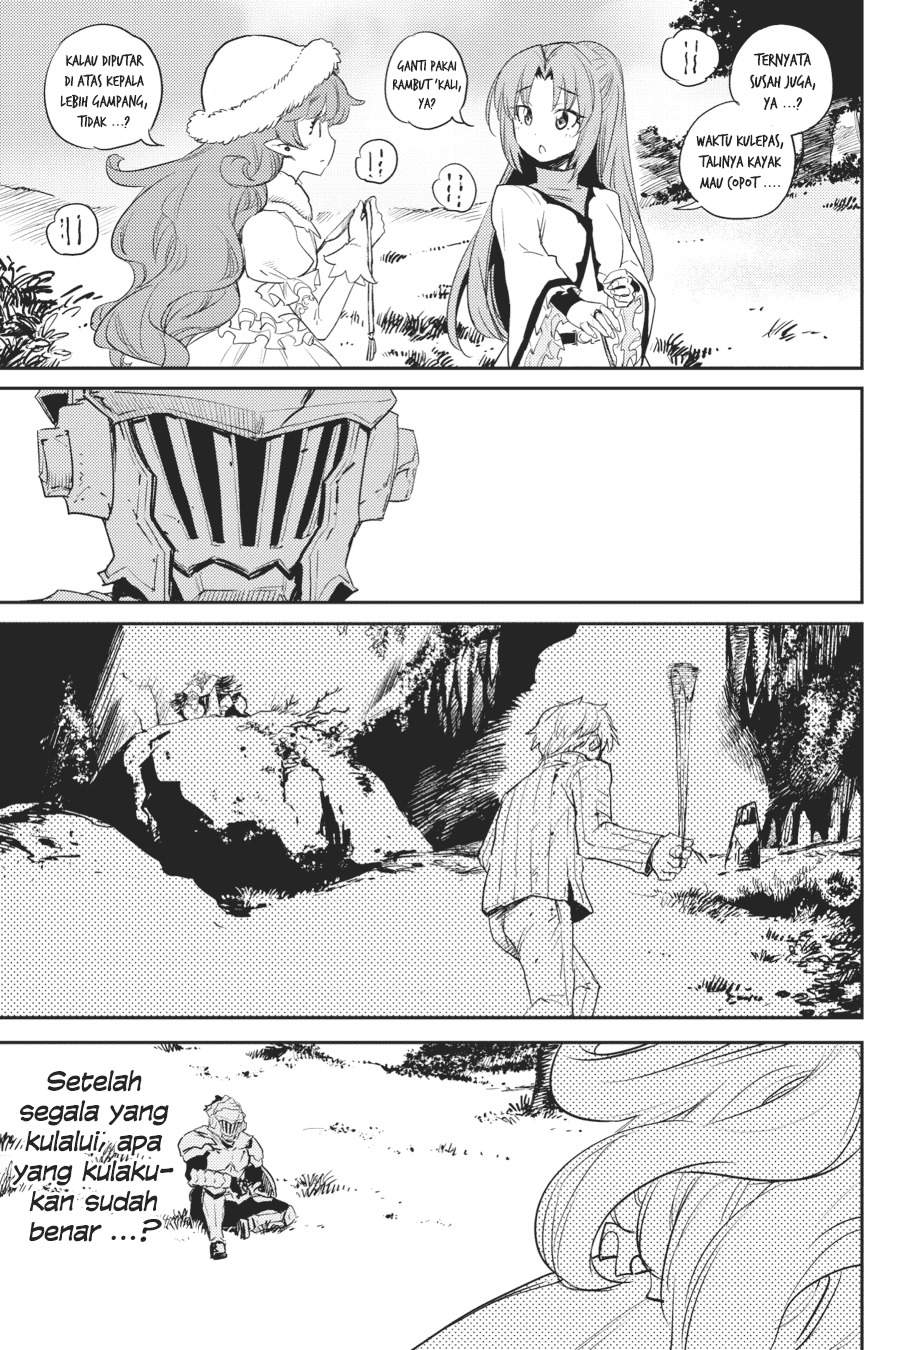 TERNYATA
SUSAH JUGA,
YA ...?
WAKTU KULEPAS,
TALINYA KAYAK
MAU COPOT ....
GANTI PAKAI
RAMBUT 'KALI,
YA?
KALAU DIPUTAR
DI ATAS KEPALA
LEBIH GAMPANG,
TIDAK ...?
Setelah
segala yang
kulalui, apa
yang kulaku-
kan sudah
benar ...?